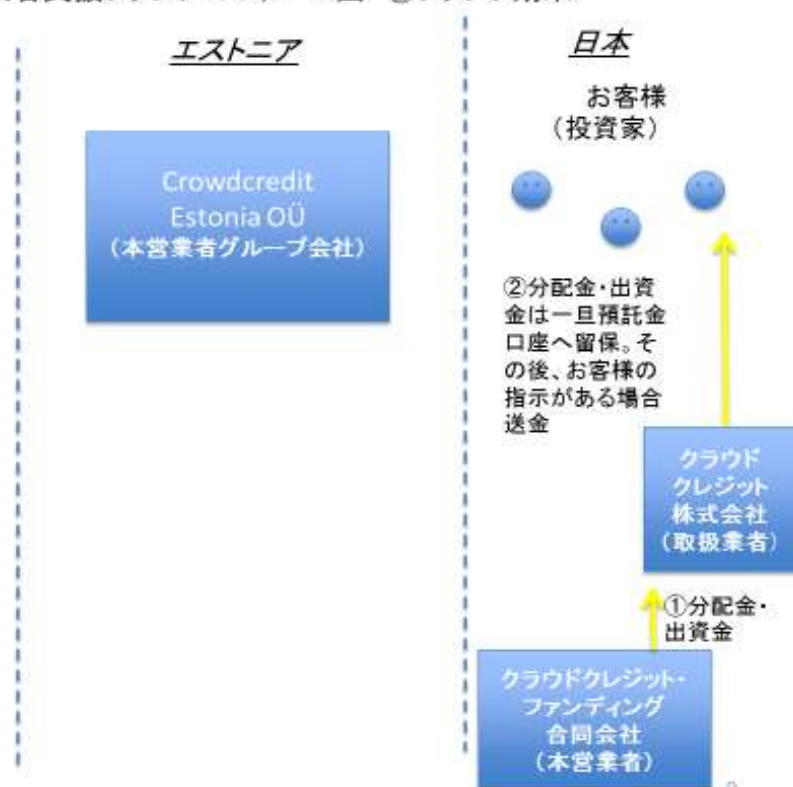 エストニア
日本
お客様
(投資家)
Crowdcredit
Estonia OÜ
(本営業者グループ会社)
②分配金・出資
金は一旦預託金
口座へ留保。そ
の後、お客様の
指示がある場合
送金
クラウド
クレジット
株式会社
(取扱業者)
①分配金・
出資金
クラウドクレジット・
ファンディング
合同会社
(本営業者)